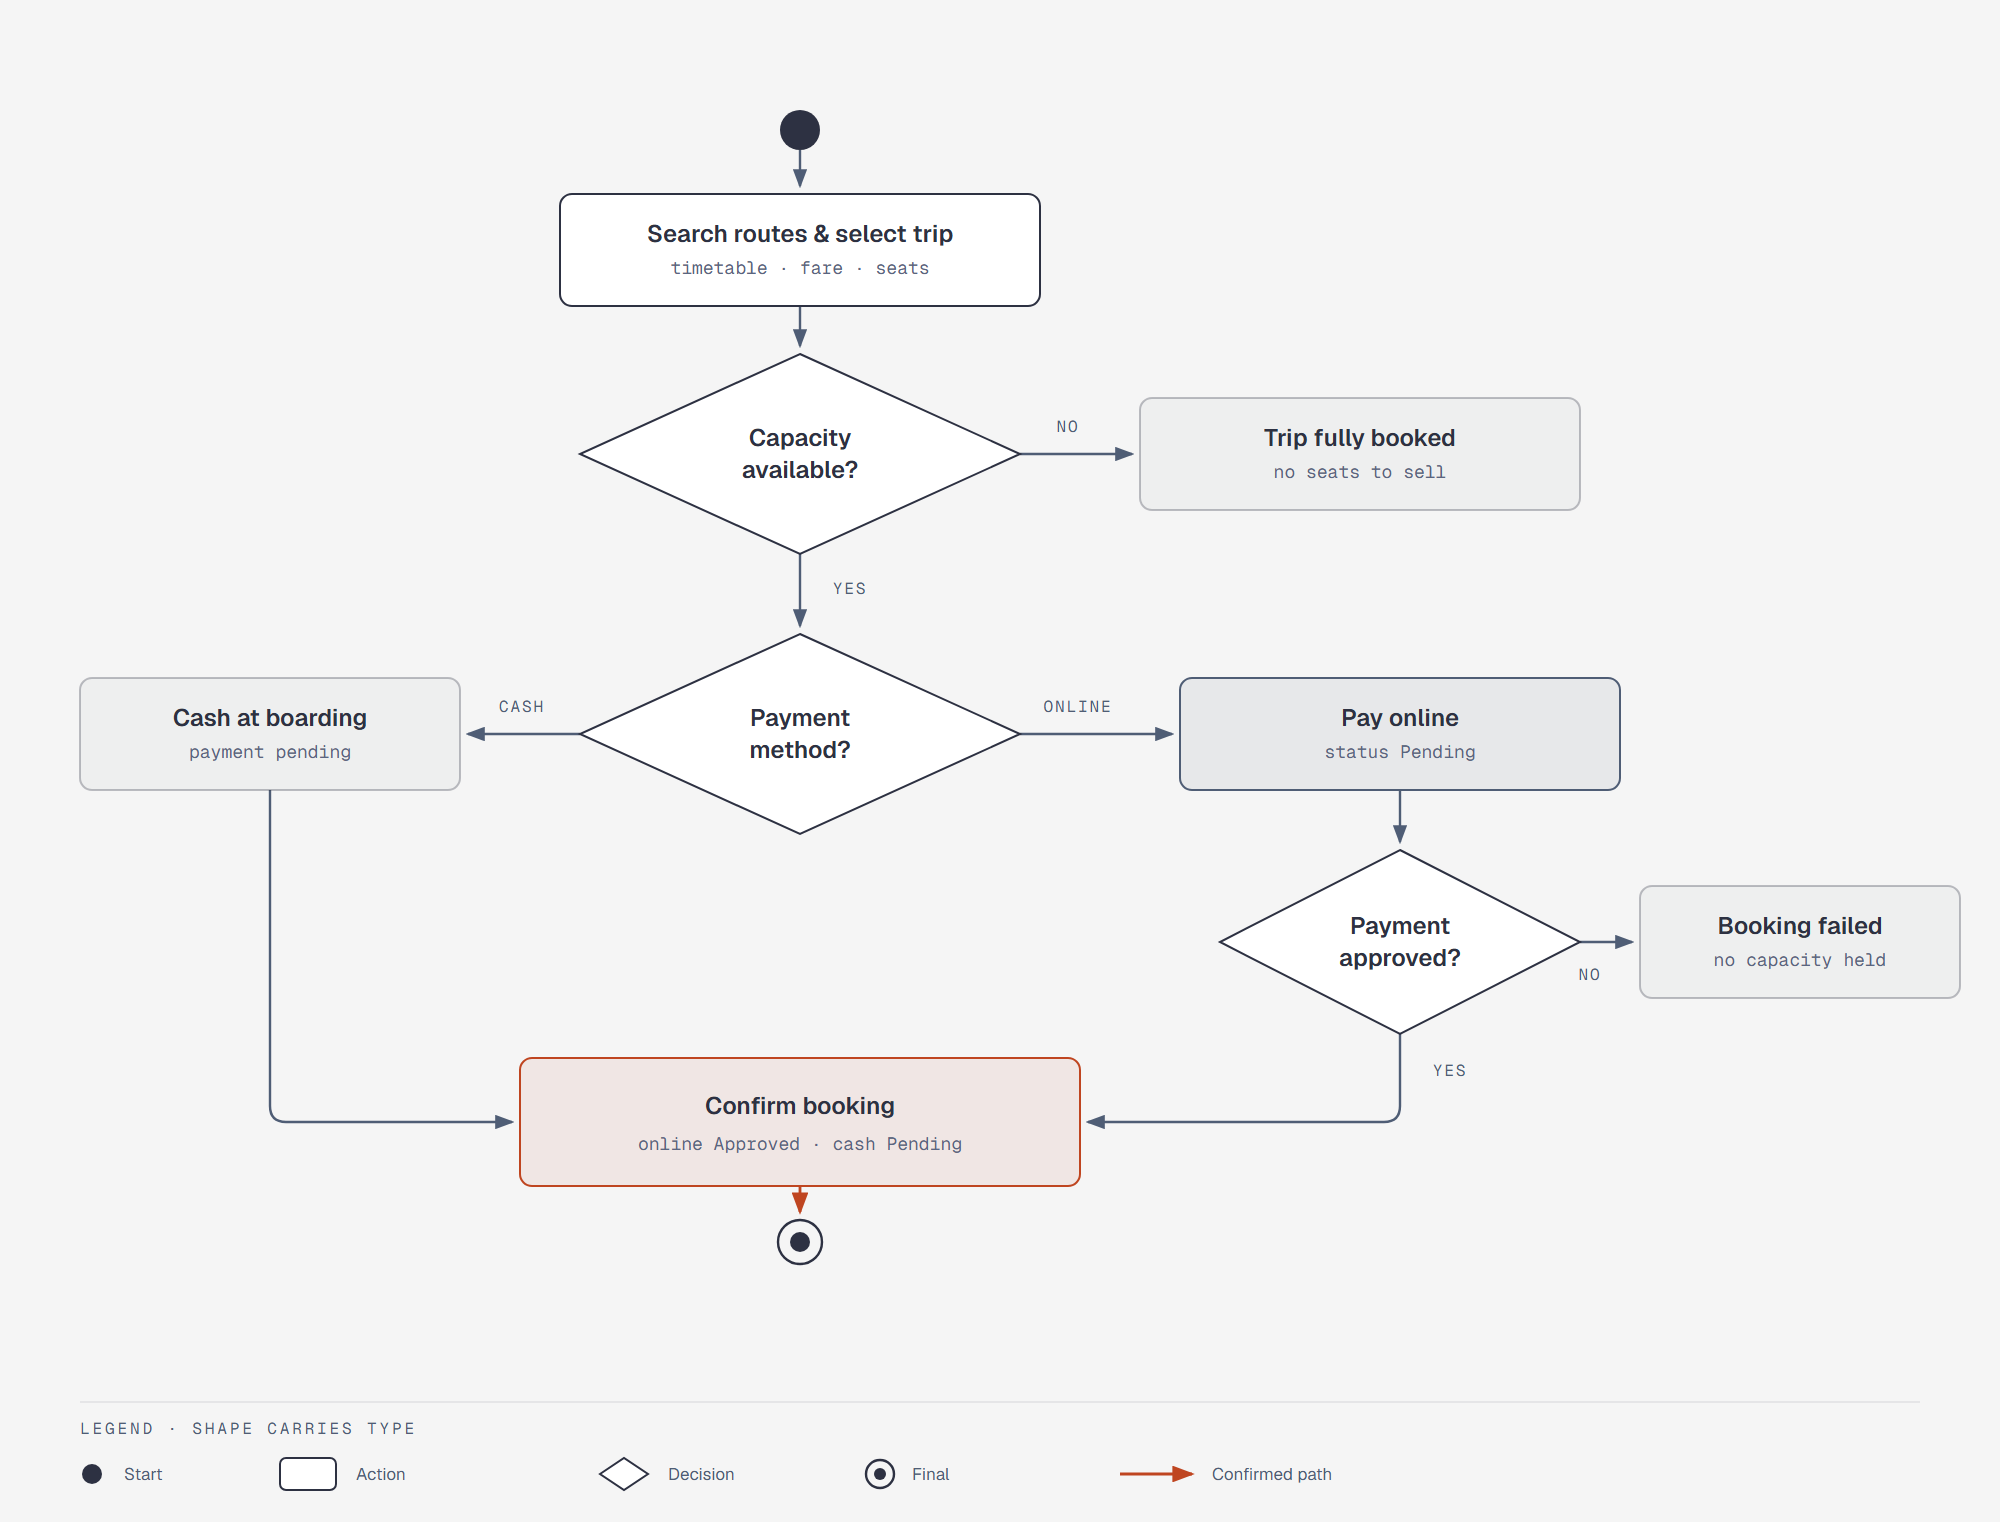 Search routes & select trip
timetable · fare · seats
Capacity
available?
NO
Trip fully booked
no seats to sell
YES
Cash at boarding
payment pending
CASH
Payment
method?
ONLINE
Pay online
status Pending
Payment
approved?
NO
Booking failed
no capacity held
YES
Confirm booking
online Approved · cash Pending
LEGEND · SHAPE CARRIES TYPE
Start
Action
Decision
Final
Confirmed path